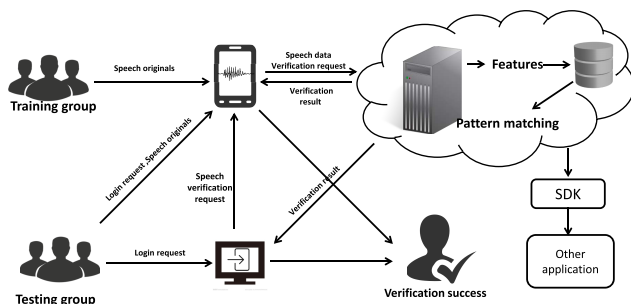 Speech originals
Training group
Speech data
Verification request
Verification
result
Features
Pattern matching
Login request ,Speech originals
Speech
verification
request
Verification result
SDK
Other
application
Login request
Testing group
Verification success